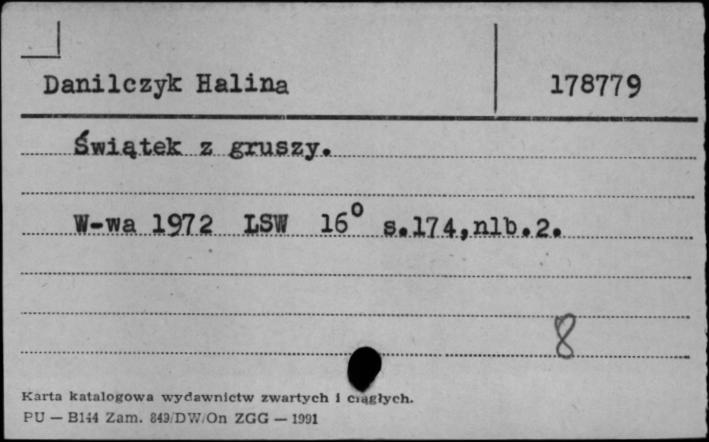 Danilczyk Halina 178779
Świątek z gruszy.
W-wa 1972 LSW 16° s.174,nlb.2.
8
Karta katalogowa wydawnictw zwartych i ciągłych.
PU — B144 Zam. 849/DW/On ZGG — 1991